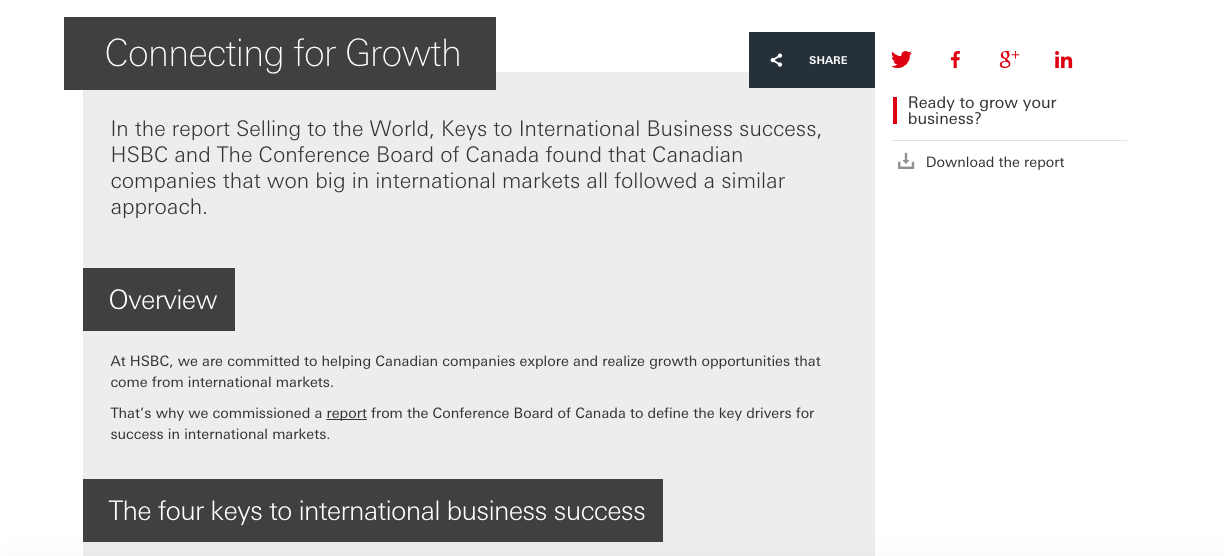 Connecting for Growth
SHARE
g+
Ready to grow your
business?
Download the report
In the report Selling to the World, Keys to International Business success,
HSBC and The Conference Board of Canada found that Canadian
companies that won big in international markets all followed a similar
approach.
Overview
At HSBC, we are committed to helping Canadian companies explore and realize growth opportunities that
come from international markets.
That’s why we commissioned a report from the Conference Board of Canada to define the key drivers for
success in international markets.
The four keys to international business success